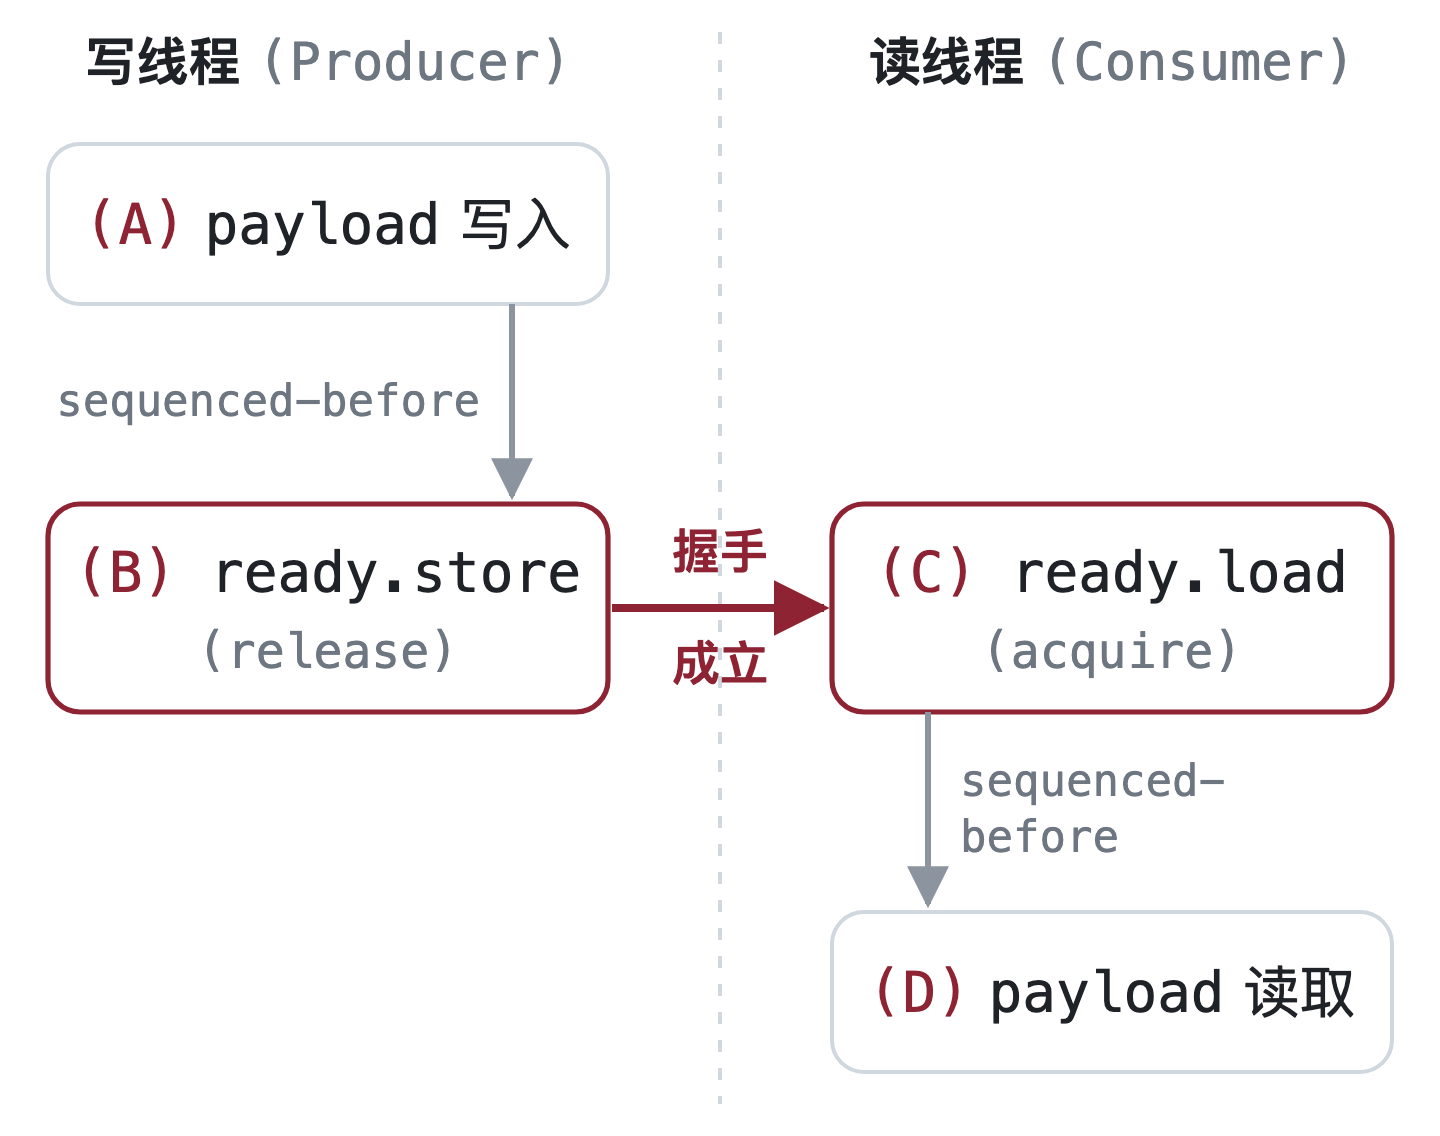 写线程 (Producer)
读线程 (Consumer)
(A) payload 写入
sequenced-before
(B) ready.store
(release)
握手
成立
(C) ready.load
(acquire)
sequenced-
before
(D) payload 读取